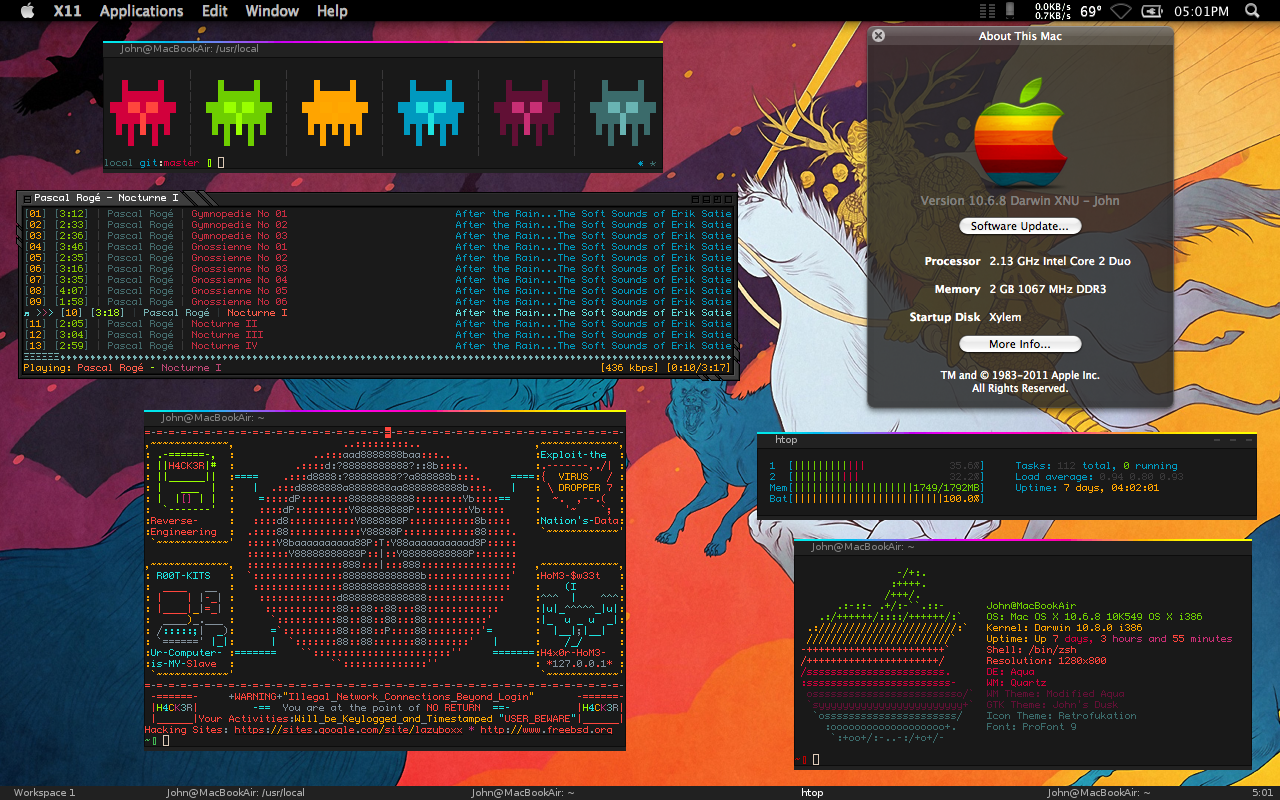 X11 Applications Edit Window Help
0.0KB/s
0.7KB/s
69° 05:01PM
John@MacBookAir: /usr/local
local git:master
Pascal Rogé - Nocturne I
[01] [3:12] | Pascal Rogé | Gymnopedie No 01 After the Rain...The Soft Sounds of Erik Satie
[02] [2:33] | Pascal Rogé | Gymnopedie No 02 After the Rain...The Soft Sounds of Erik Satie
[03] [2:36] | Pascal Rogé | Gymnopedie No 03 After the Rain...The Soft Sounds of Erik Satie
[04] [3:46] | Pascal Rogé | Gnossienne No 01 After the Rain...The Soft Sounds of Erik Satie
[05] [2:35] | Pascal Rogé | Gnossienne No 02 After the Rain...The Soft Sounds of Erik Satie
[06] [3:16] | Pascal Rogé | Gnossienne No 03 After the Rain...The Soft Sounds of Erik Satie
[07] [3:35] | Pascal Rogé | Gnossienne No 04 After the Rain...The Soft Sounds of Erik Satie
[08] [4:07] | Pascal Rogé | Gnossienne No 05 After the Rain...The Soft Sounds of Erik Satie
[09] [1:58] | Pascal Rogé | Gnossienne No 06 After the Rain...The Soft Sounds of Erik Satie
♬ >>> [10] [3:18] | Pascal Rogé | Nocturne I After the Rain...The Soft Sounds of Erik Satie
[11] [2:05] | Pascal Rogé | Nocturne II After the Rain...The Soft Sounds of Erik Satie
[12] [3:04] | Pascal Rogé | Nocturne III After the Rain...The Soft Sounds of Erik Satie
[13] [2:59] | Pascal Rogé | Nocturne IV After the Rain...The Soft Sounds of Erik Satie
Playing: Pascal Rogé - Nocturne I [436 kbps] [0:10/3:17]
About This Mac
Version 10.6.8 Darwin XNU - John
Software Update...
Processor 2.13 GHz Intel Core 2 Duo
Memory 2 GB 1067 MHz DDR3
Startup Disk Xylem
More Info...
TM and © 1983-2011 Apple Inc.
All Rights Reserved.
John@MacBookAir: ~
|H4CK3R|#
Reverse-
Engineering
Exploit-the
VIRUS
DROPPER
Nation's-Data
R00T-KITS
Ur-Computer-
is-MY-Slave
HoM3-$w33t
H4x0r-HoM3-
*127.0.0.1*
+WARNING+"Illegal_Network_Connections_Beyond_Login"
|H4CK3R| -== You are at the point of NO RETURN ==- |H4CK3R|
|Your Activities:Will_be_Keylogged_and_Timestamped "USER_BEWARE"|
Hacking Sites: https://sites.google.com/site/lazyboxx * http://www.freebsd.org
htop
1 35.6%] Tasks: 112 total, 0 running
2 32.2%] Load average: 0.94 0.80 0.93
Mem 1749/1792MB] Uptime: 7 days, 04:02:01
Bat 100.0%]
John@MacBookAir: ~
John@MacBookAir
OS: Mac OS X 10.6.8 10K549 OS X i386
Kernel: Darwin 10.8.0 i386
Uptime: Up 7 days, 3 hours and 55 minutes
Shell: /bin/zsh
Resolution: 1280x800
DE: Aqua
WM: Quartz
WM Theme: Modified Aqua
GTK Theme: John's Dusk
Icon Theme: Retrofukation
Font: ProFont 9
Workspace 1 John@MacBookAir: /usr/local John@MacBookAir: ~ htop John@MacBookAir: ~ 5:01